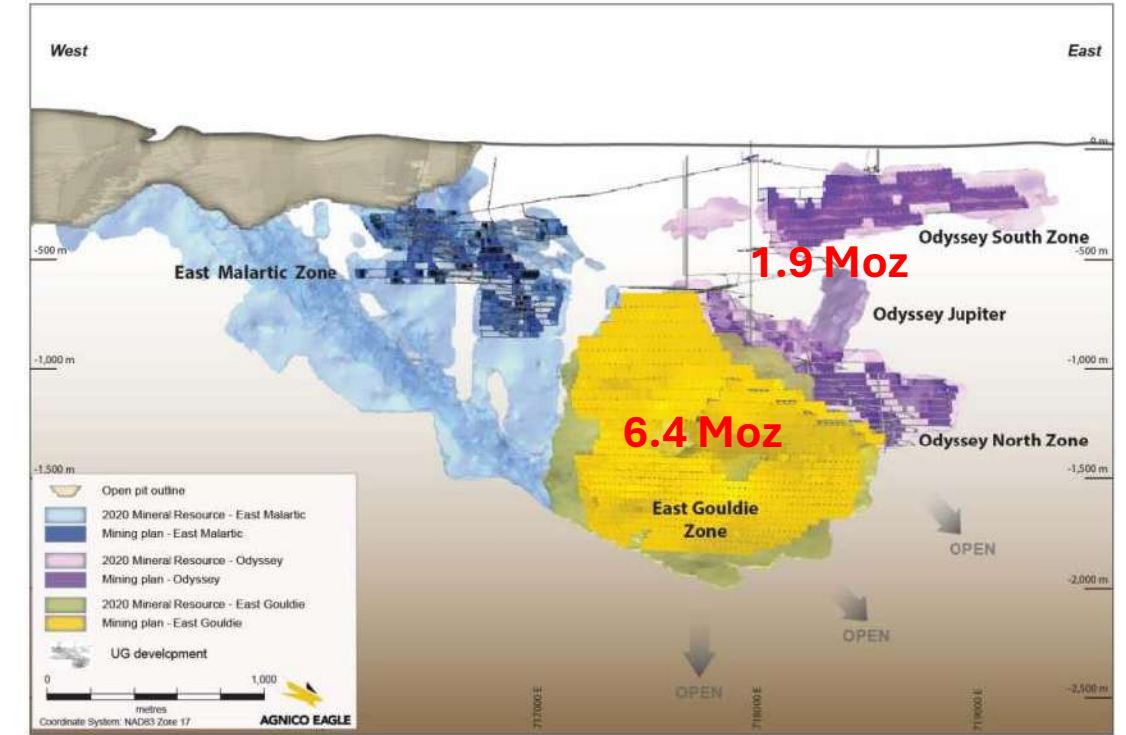 West
East
0 m
-500 m
-500 m
Odyssey South Zone
1.9 Moz
East Malartic Zone
Odyssey Jupiter
-1,000 m
-1,000 m
6.4 Moz
Odyssey North Zone
-1,500 m
-1,500 m
East Gouldie
Zone
OPEN
OPEN
OPEN
-2,000 m
-2,500 m
717000 E
718000 E
719000 E
Open pit outline
2020 Mineral Resource - East Malartic
Mining plan - East Malartic
2020 Mineral Resource - Odyssey
Mining plan - Odyssey
2020 Mineral Resource - East Gouldie
Mining plan - East Gouldie
UG development
0 1,000
metres
Coordinate System: NAD83 Zone 17
AGNICO EAGLE